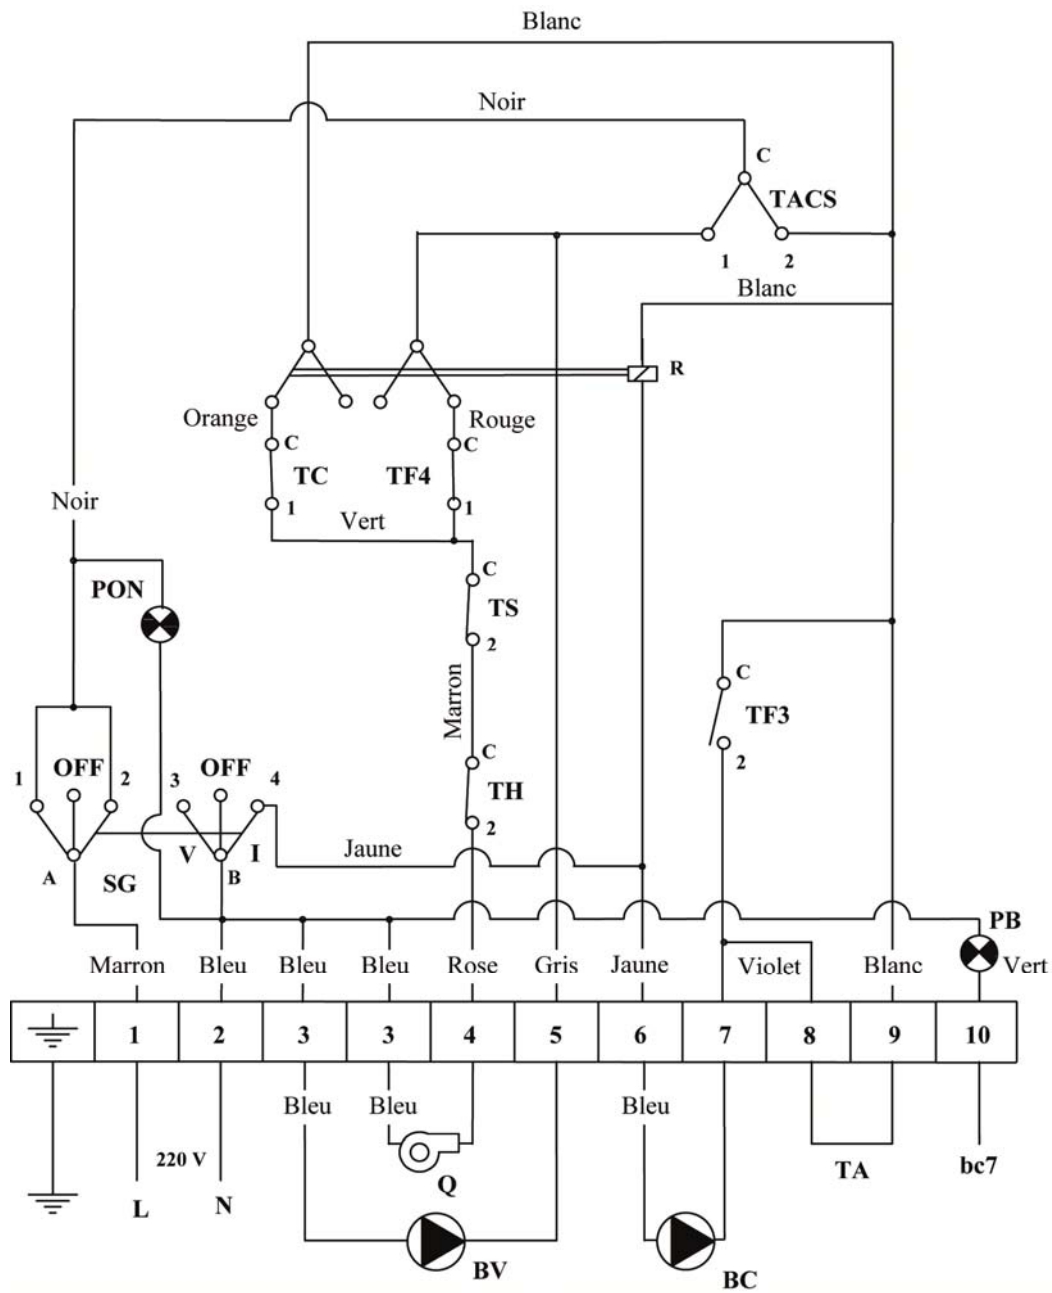 Blanc
Noir
C
TACS
1 2
Blanc
R
Orange Rouge
C C
TC TF4
1 1
Noir
Vert
PON
C
TS
2
Marron
C
TF3
2
C
TH
2
1 OFF 2 3 OFF 4
A SG V B I
Jaune
PB
Marron Bleu Bleu Bleu Rose Gris Jaune Violet Blanc Vert
1 2 3 3 4 5 6 7 8 9 10
Bleu Bleu Bleu
220 V
L N
Q
TA
bc7
BV
BC